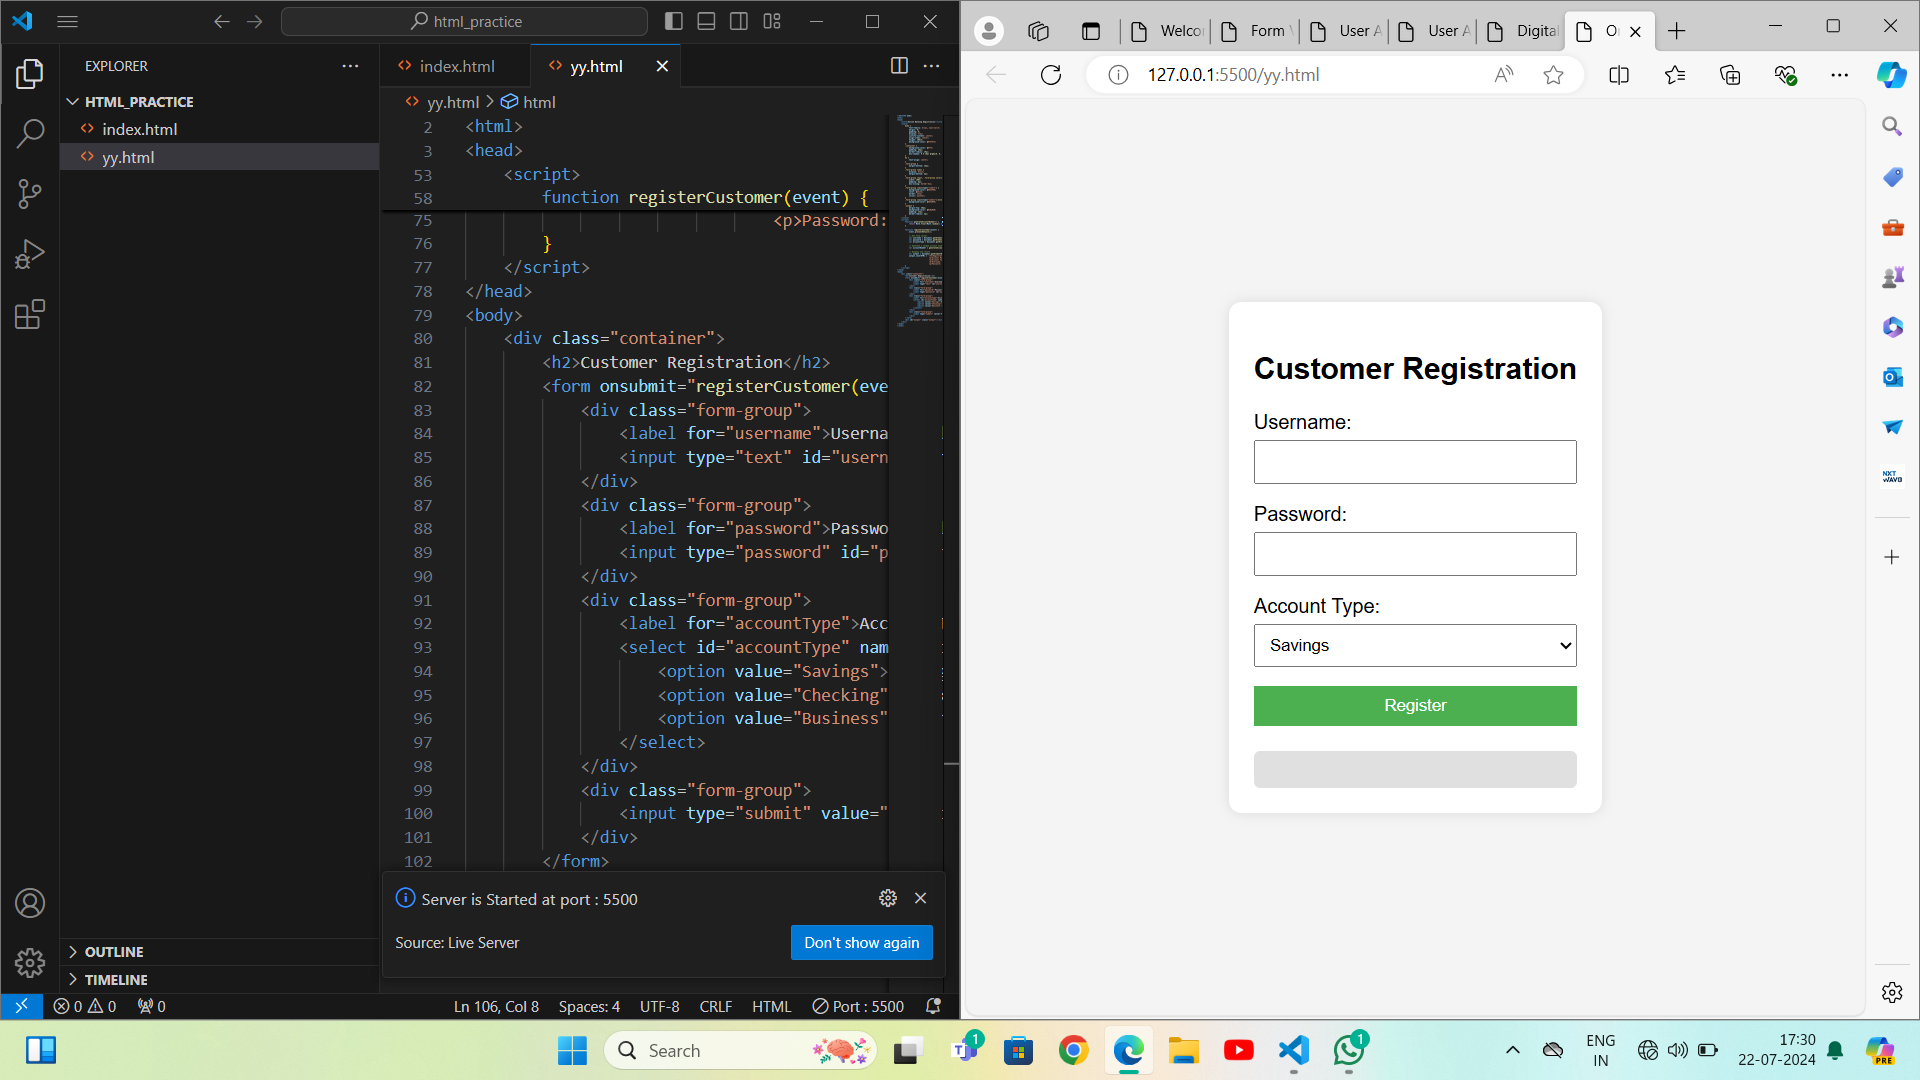 html_practice
EXPLORER
HTML_PRACTICE
index.html
yy.html
OUTLINE
TIMELINE
index.html
yy.html
yy.html > html
2 <html>
3 <head>
53 <script>
58 function registerCustomer(event) {
75 <p>Password:
76 }
77 </script>
78 </head>
79 <body>
80 <div class="container">
81 <h2>Customer Registration</h2>
82 <form onsubmit="registerCustomer(eve
83 <div class="form-group">
84 <label for="username">Userna
85 <input type="text" id="usern
86 </div>
87 <div class="form-group">
88 <label for="password">Passwo
89 <input type="password" id="p
90 </div>
91 <div class="form-group">
92 <label for="accountType">Acc
93 <select id="accountType" nam
94 <option value="Savings">
95 <option value="Checking"
96 <option value="Business"
97 </select>
98 </div>
99 <div class="form-group">
100 <input type="submit" value="
101 </div>
102 </form>
Server is Started at port : 5500
Source: Live Server
Don't show again
0 0 0
Ln 106, Col 8 Spaces: 4 UTF-8 CRLF HTML Port : 5500
Welco Form User A User A Digita
127.0.0.1:5500/yy.html
Customer Registration
Username:
Password:
Account Type:
Savings
Register
NXT
WAVE
Search
1
1
ENG
IN
17:30
22-07-2024
PRE